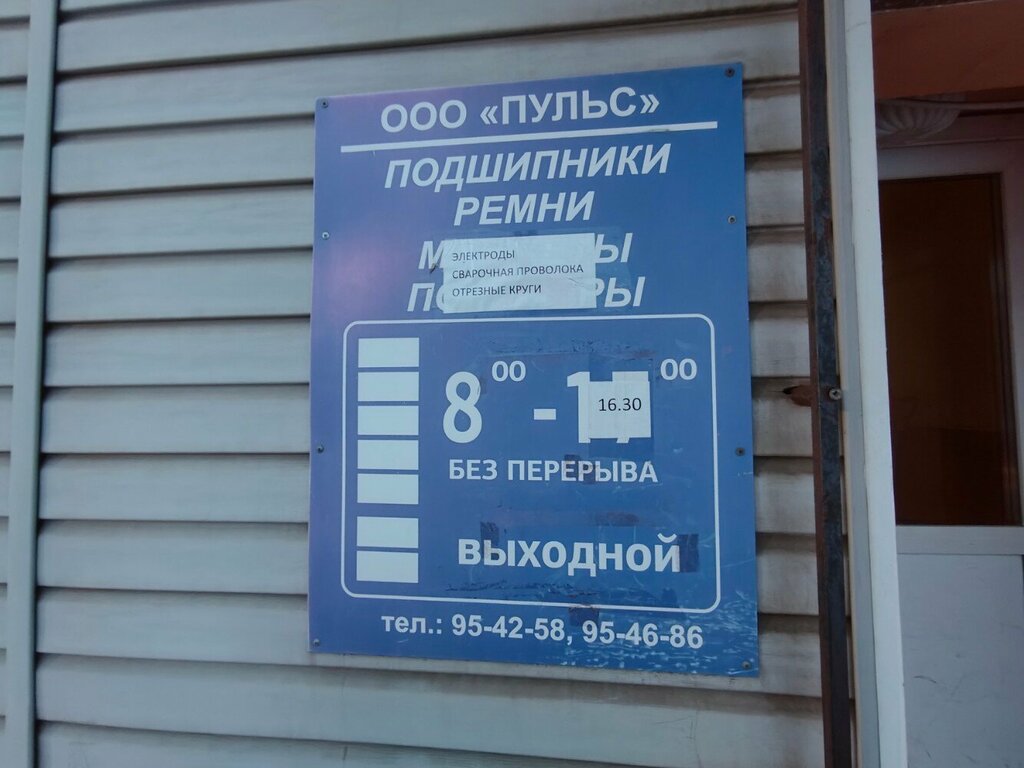 ООО «ПУЛЬС»
ПОДШИПНИКИ
РЕМНИ
ЭЛЕКТРОДЫ
СВАРОЧНАЯ ПРОВОЛОКА
ОТРЕЗНЫЕ КРУГИ
8 00 - 17 00
16.30
БЕЗ ПЕРЕРЫВА
ВЫХОДНОЙ
тел.: 95-42-58, 95-46-86